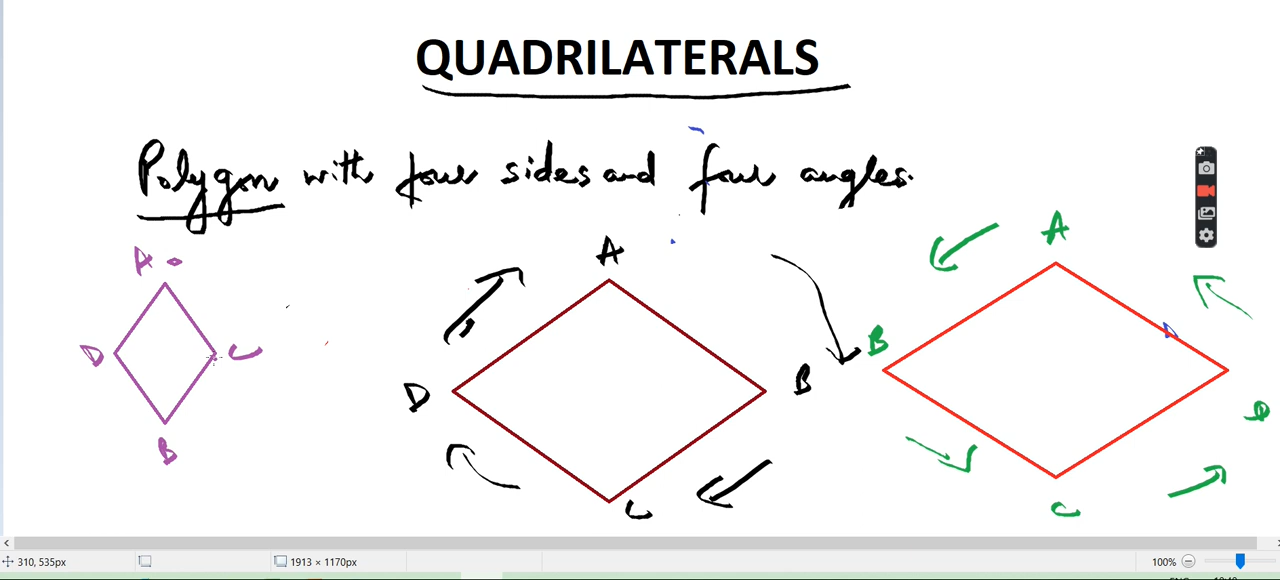 QUADRILATERALS
Polygon with four sides and four angles.
A
D
C
B
A
D
B
C
A
B
D
C
310, 535px
1913 × 1170px
100%